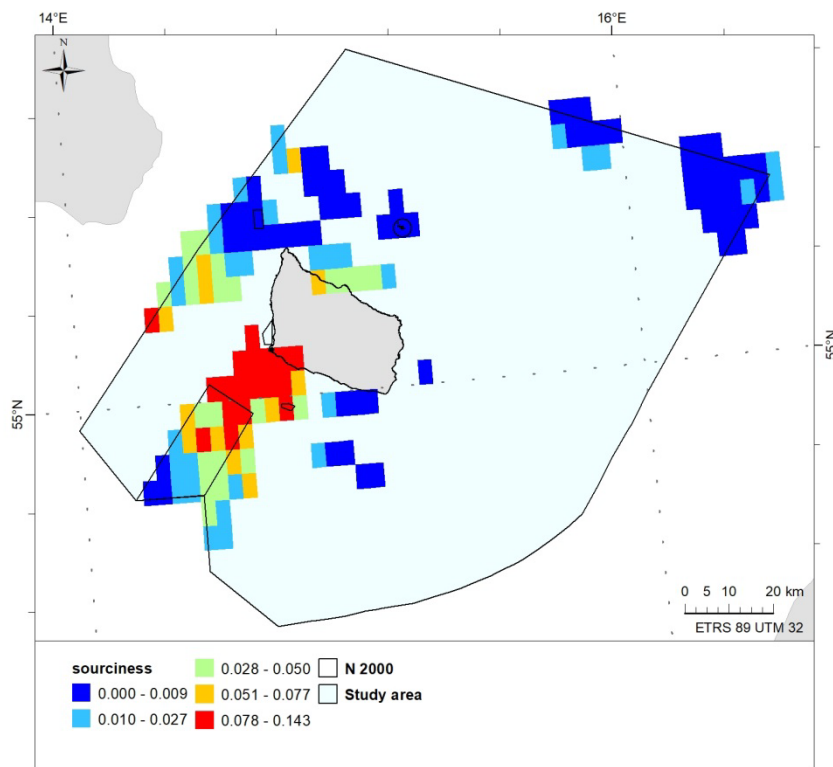 14°E
16°E
N
55°N
55°N
0 5 10 20 km
ETRS 89 UTM 32
sourciness
0.000 - 0.009
0.010 - 0.027
0.028 - 0.050
0.051 - 0.077
0.078 - 0.143
N 2000
Study area